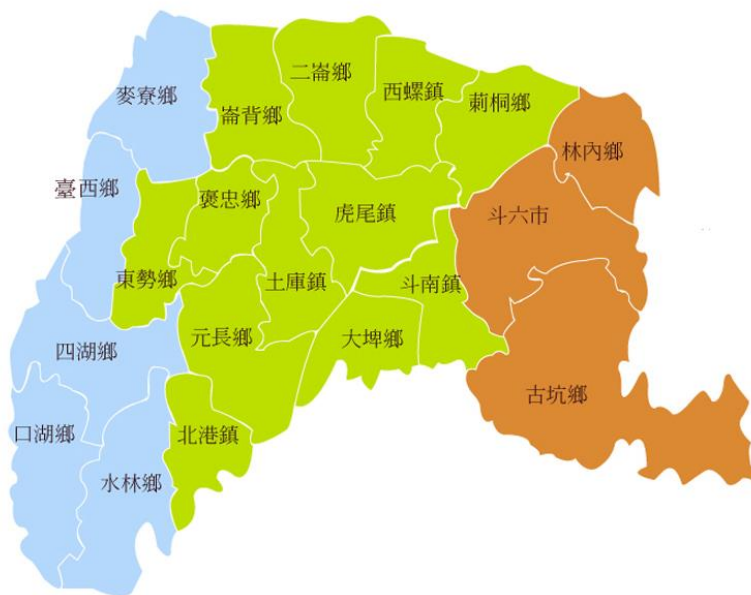 二崙鄉
麥寮鄉
西螺鎮
莿桐鄉
崙背鄉
林內鄉
臺西鄉
褒忠鄉
虎尾鎮
斗六市
東勢鄉
土庫鎮
斗南鎮
元長鄉
大埤鄉
四湖鄉
古坑鄉
口湖鄉
北港鎮
水林鄉